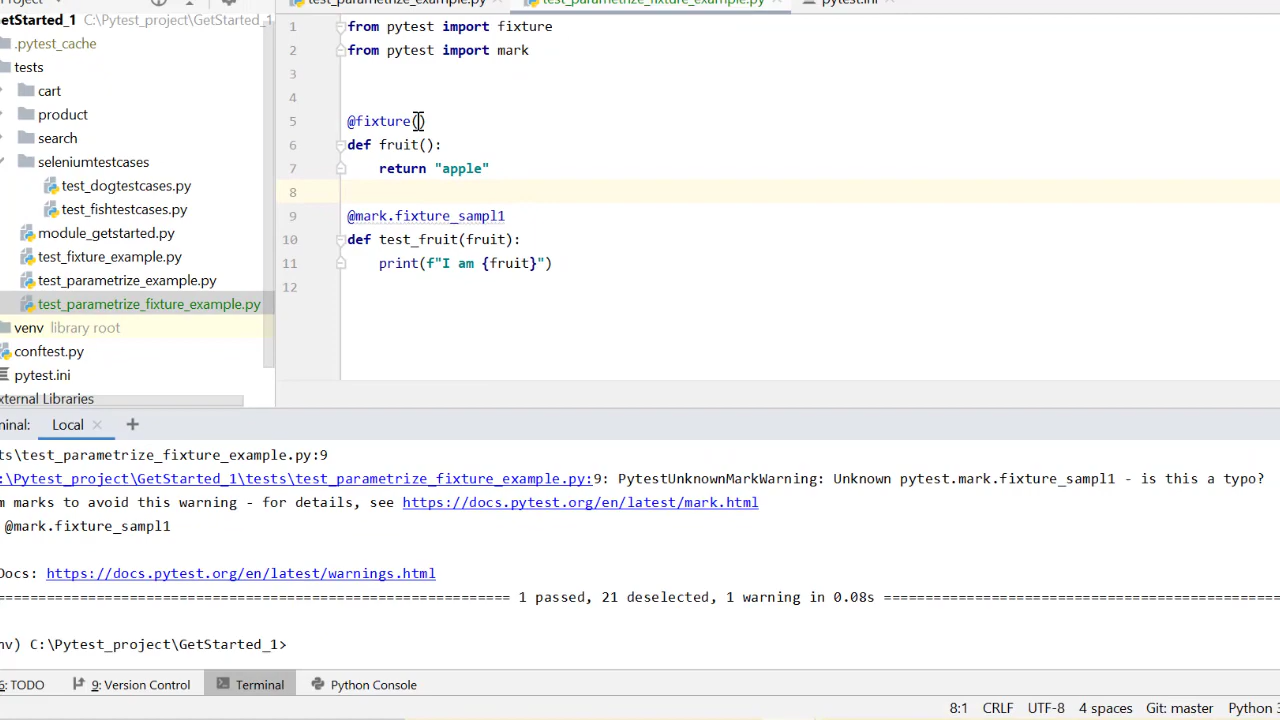 Project
test_parametrize_example.py
test_parametrize_fixture_example.py
pytest.ini
GetStarted_1 C:\Pytest_project\GetStarted_1
.pytest_cache
tests
cart
product
search
seleniumtestcases
test_dogtestcases.py
test_fishtestcases.py
module_getstarted.py
test_fixture_example.py
test_parametrize_example.py
test_parametrize_fixture_example.py
venv library root
conftest.py
pytest.ini
xternal Libraries
1 from pytest import fixture
2 from pytest import mark
3
4
5 @fixture()
6 def fruit():
7 return "apple"
8
9 @mark.fixture_sampl1
10 def test_fruit(fruit):
11 print(f"I am {fruit}")
12
minal: Local × +
ts\test_parametrize_fixture_example.py:9
:\Pytest_project\GetStarted_1\tests\test_parametrize_fixture_example.py:9: PytestUnknownMarkWarning: Unknown pytest.mark.fixture_sampl1 - is this a typo?
m marks to avoid this warning - for details, see https://docs.pytest.org/en/latest/mark.html
@mark.fixture_sampl1
Docs: https://docs.pytest.org/en/latest/warnings.html
================================================ 1 passed, 21 deselected, 1 warning in 0.08s ================================================
nv) C:\Pytest_project\GetStarted_1>
6: TODO 9: Version Control Terminal Python Console
8:1 CRLF UTF-8 4 spaces Git: master Python 3